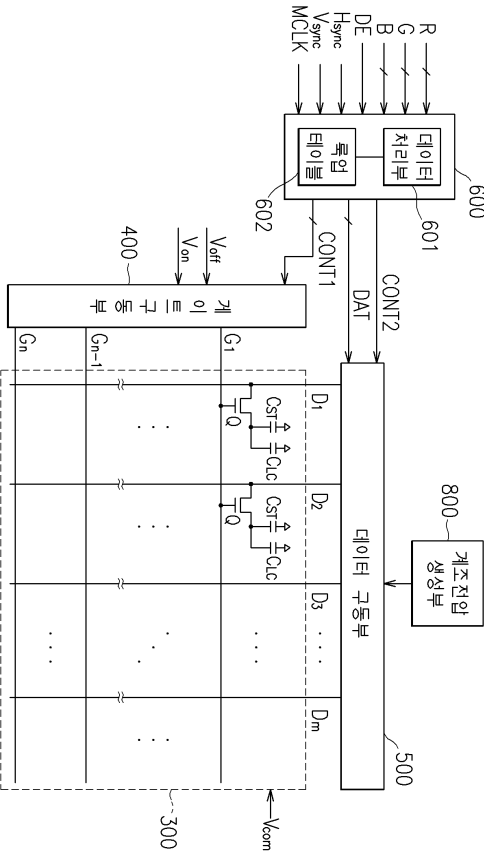 R
G
B
DE
Hsync
Vsync
MCLK
600
데이터
처리부
601
룩업
테이블
602
CONT2
DAT
CONT1
800
계조전압
생성부
데이터 구동부
500
Voff
Von
400
게이트 구동부
G1
Gn-1
Gn
D1
D2
D3
Dm
Q
CST
CLC
Q
CST
CLC
Vcom
300